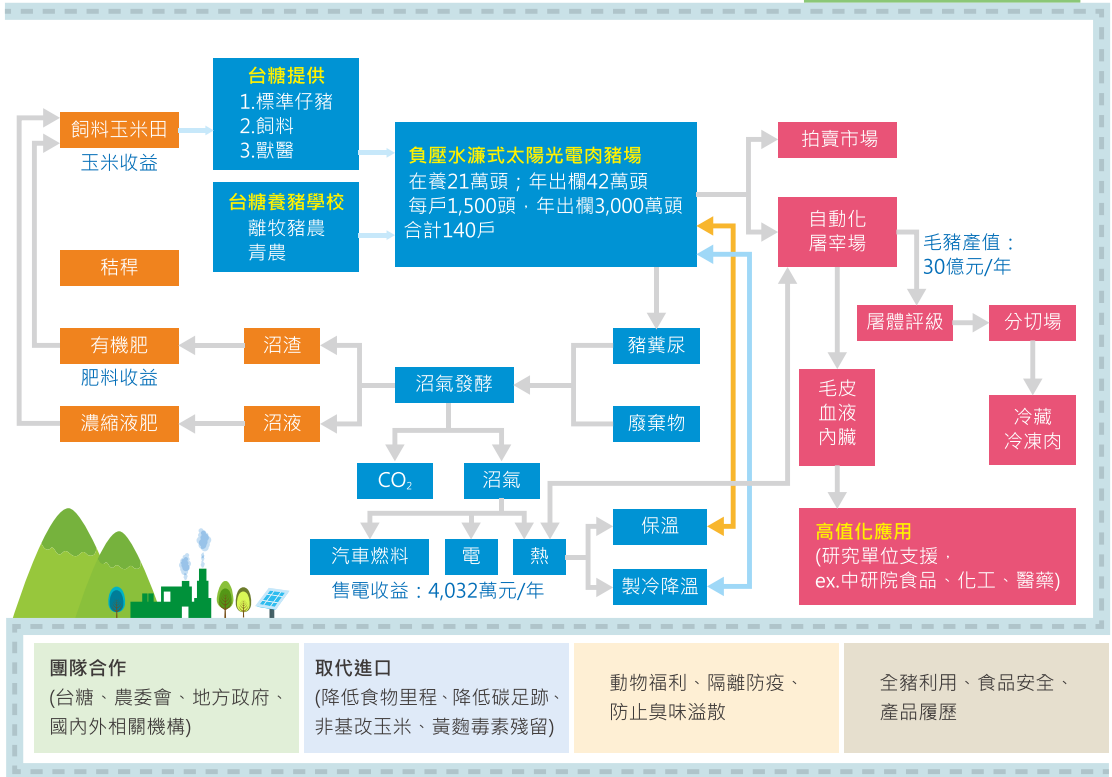 台糖提供
1.標準仔豬
2.飼料
3.獸醫
飼料玉米田
玉米收益
台糖養豬學校
離牧豬農
青農
負壓水濂式太陽光電肉豬場
在養21萬頭；年出欄42萬頭
每戶1,500頭，年出欄3,000萬頭
合計140戶
拍賣市場
自動化
屠宰場
毛豬產值：
30億元/年
屠體評級
分切場
冷藏
冷凍肉
毛皮
血液
內臟
高值化應用
(研究單位支援，
ex.中研院食品、化工、醫藥)
秸稈
有機肥
肥料收益
濃縮液肥
沼渣
沼液
沼氣發酵
豬糞尿
廢棄物
CO₂
沼氣
汽車燃料
電
熱
售電收益：4,032萬元/年
保溫
製冷降溫
團隊合作
(台糖、農委會、地方政府、
國內外相關機構)
取代進口
(降低食物里程、降低碳足跡、
非基改玉米、黃麴毒素殘留)
動物福利、隔離防疫、
防止臭味溢散
全豬利用、食品安全、
產品履歷